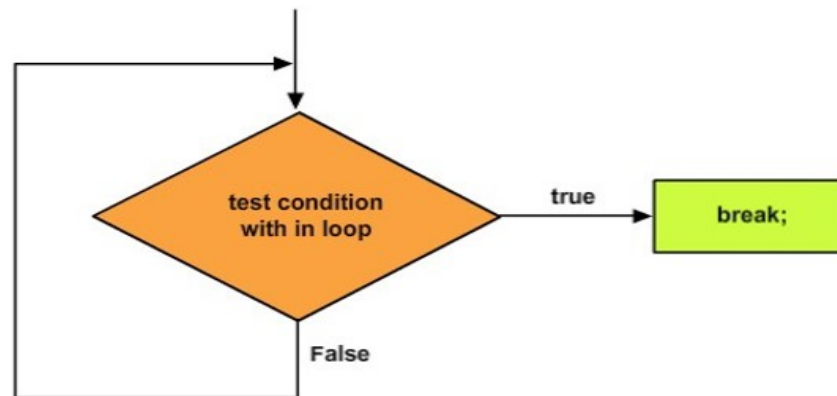 test condition
with in loop
true
break;
False